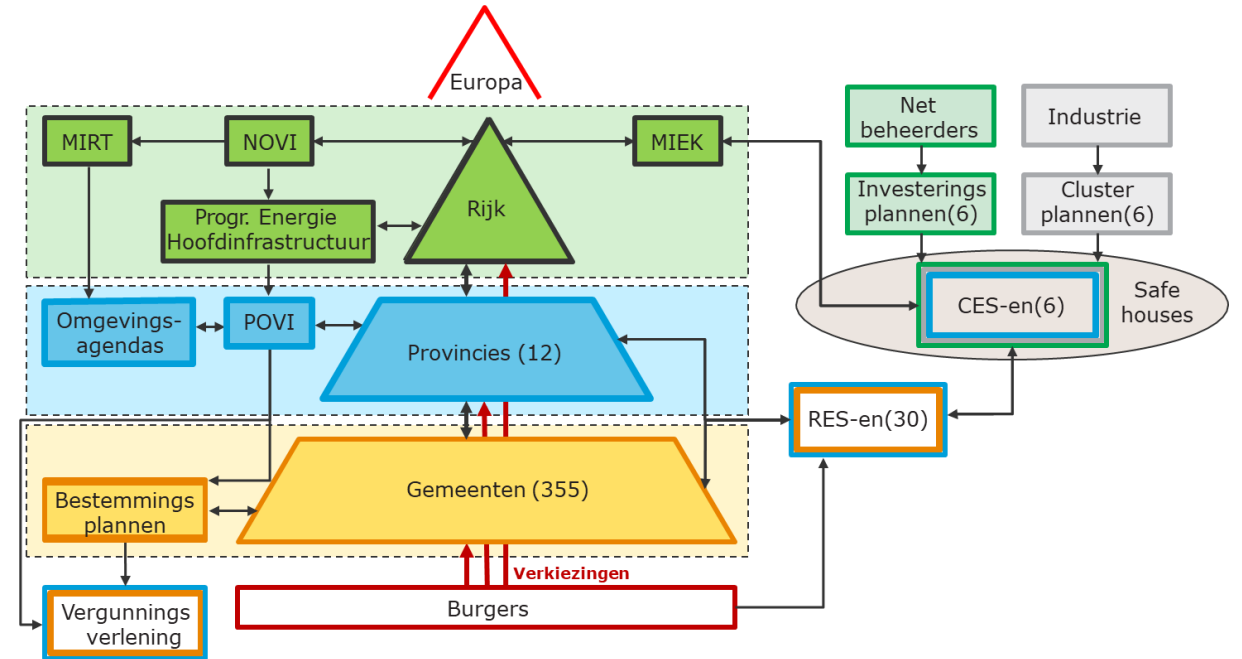 Europa
MIRT
NOVI
MIEK
Net
beheerders
Industrie
Progr. Energie
Hoofdinfrastructuur
Rijk
Investerings
plannen(6)
Cluster
plannen(6)
Omgevings-
agendas
POVI
Provincies (12)
CES-en(6)
Safe
houses
RES-en(30)
Bestemmings
plannen
Gemeenten (355)
Verkiezingen
Vergunnings
verlening
Burgers